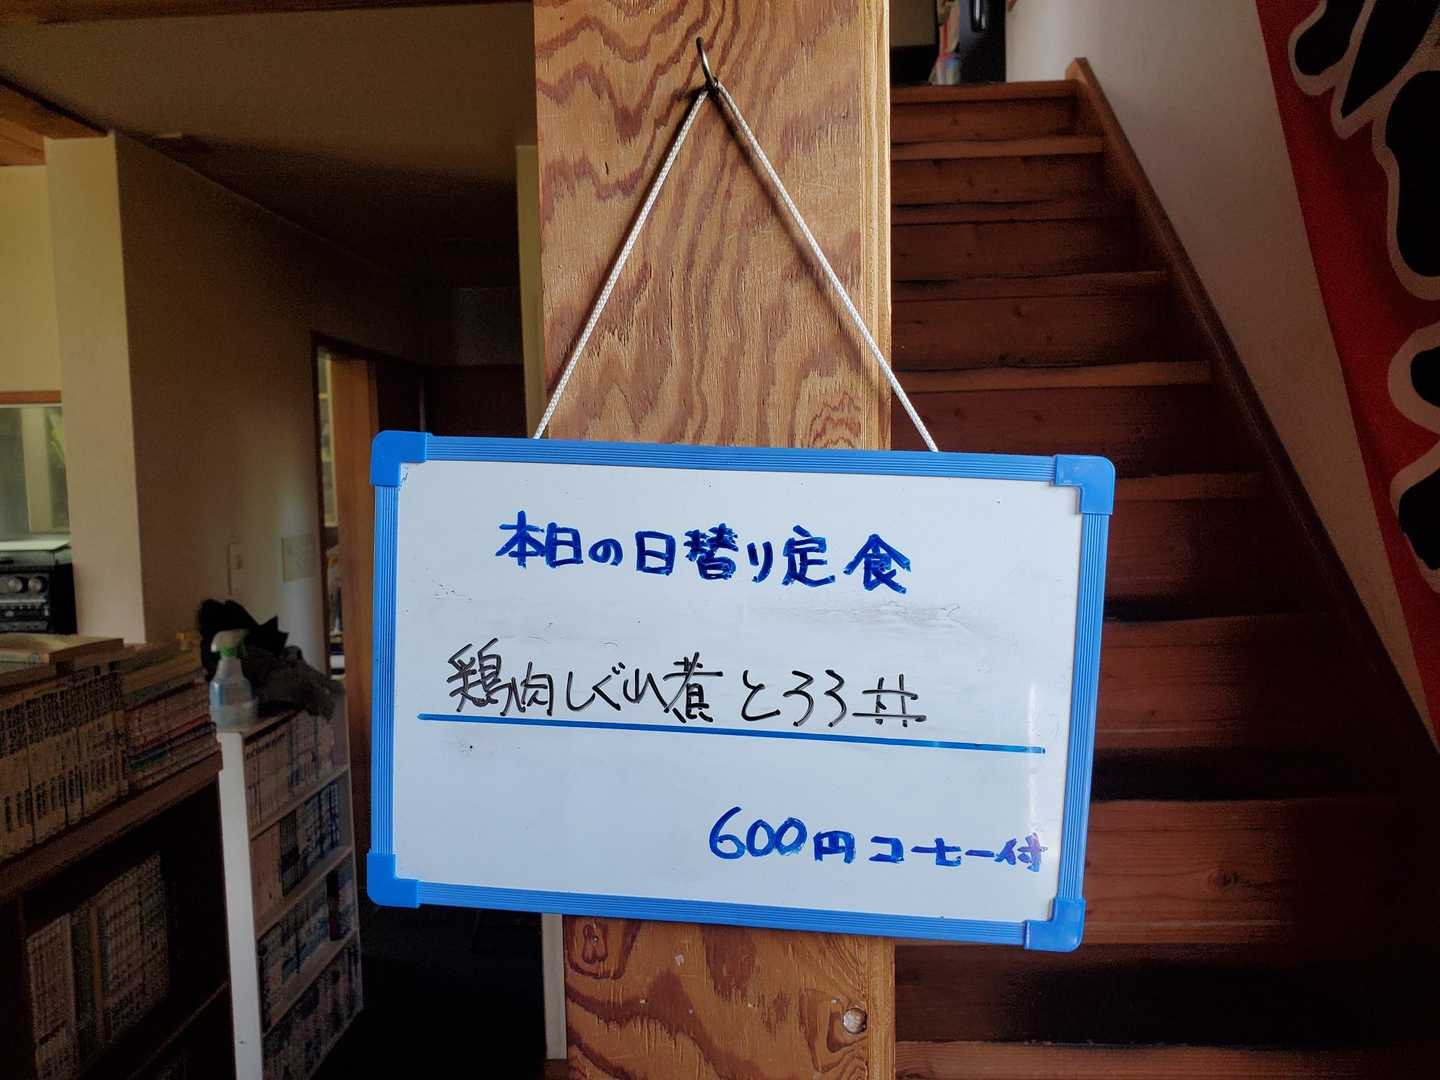 本日の日替り定食
鶏肉しぐれ煮とろろ丼
600円コーヒー付